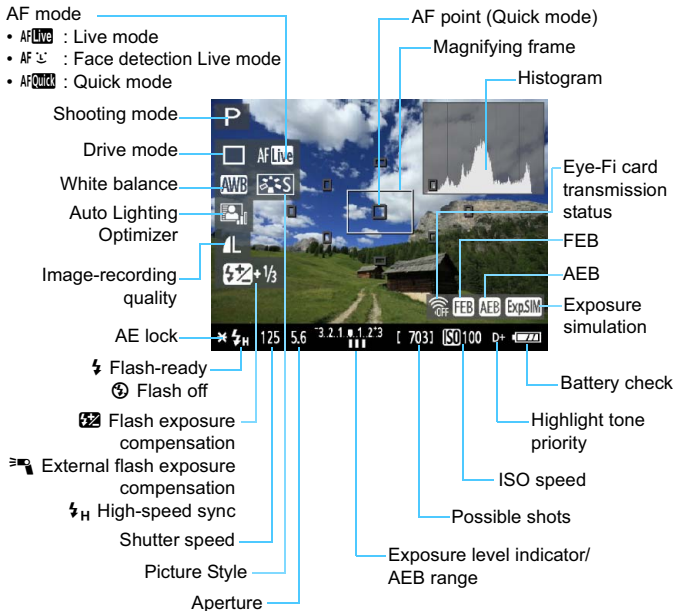 AF mode
• AF Live : Live mode
• AF : Face detection Live mode
• AF Quick : Quick mode
Shooting mode
Drive mode
White balance
Auto Lighting
Optimizer
Image-recording
quality
AE lock
Flash-ready
Flash off
Flash exposure
compensation
External flash exposure
compensation
H High-speed sync
Shutter speed
Picture Style
Aperture
AF point (Quick mode)
Magnifying frame
Histogram
Eye-Fi card
transmission
status
FEB
AEB
Exposure
simulation
Battery check
Highlight tone
priority
ISO speed
Possible shots
Exposure level indicator/
AEB range
P
AF Live
AWB
S
L
+1/3
OFF FEB AEB Exp.SIM
* H 125 5.6 -3.2.1.0.1.2+3 [ 703] ISO 100 D+